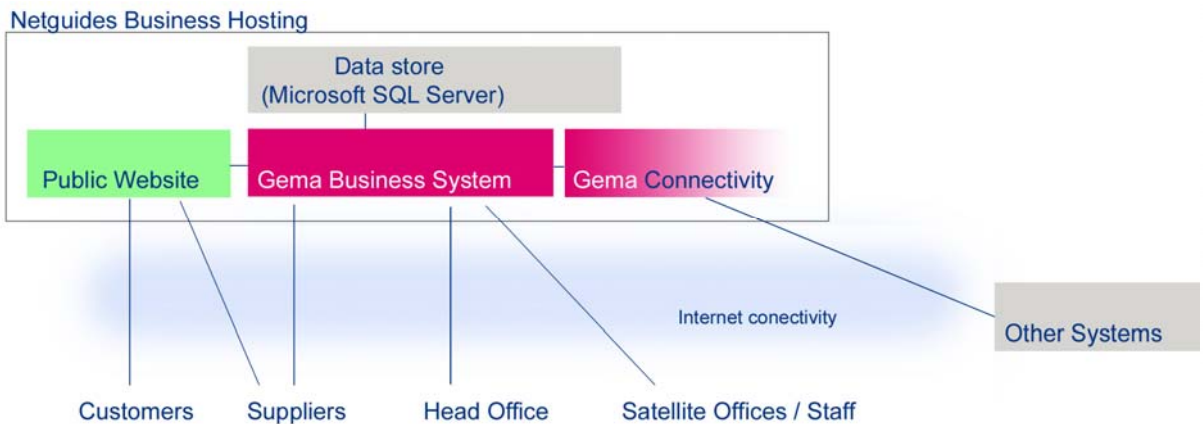 Netguides Business Hosting
Data store
(Microsoft SQL Server)
Public Website
Gema Business System
Gema Connectivity
Internet conectivity
Other Systems
Customers
Suppliers
Head Office
Satellite Offices / Staff